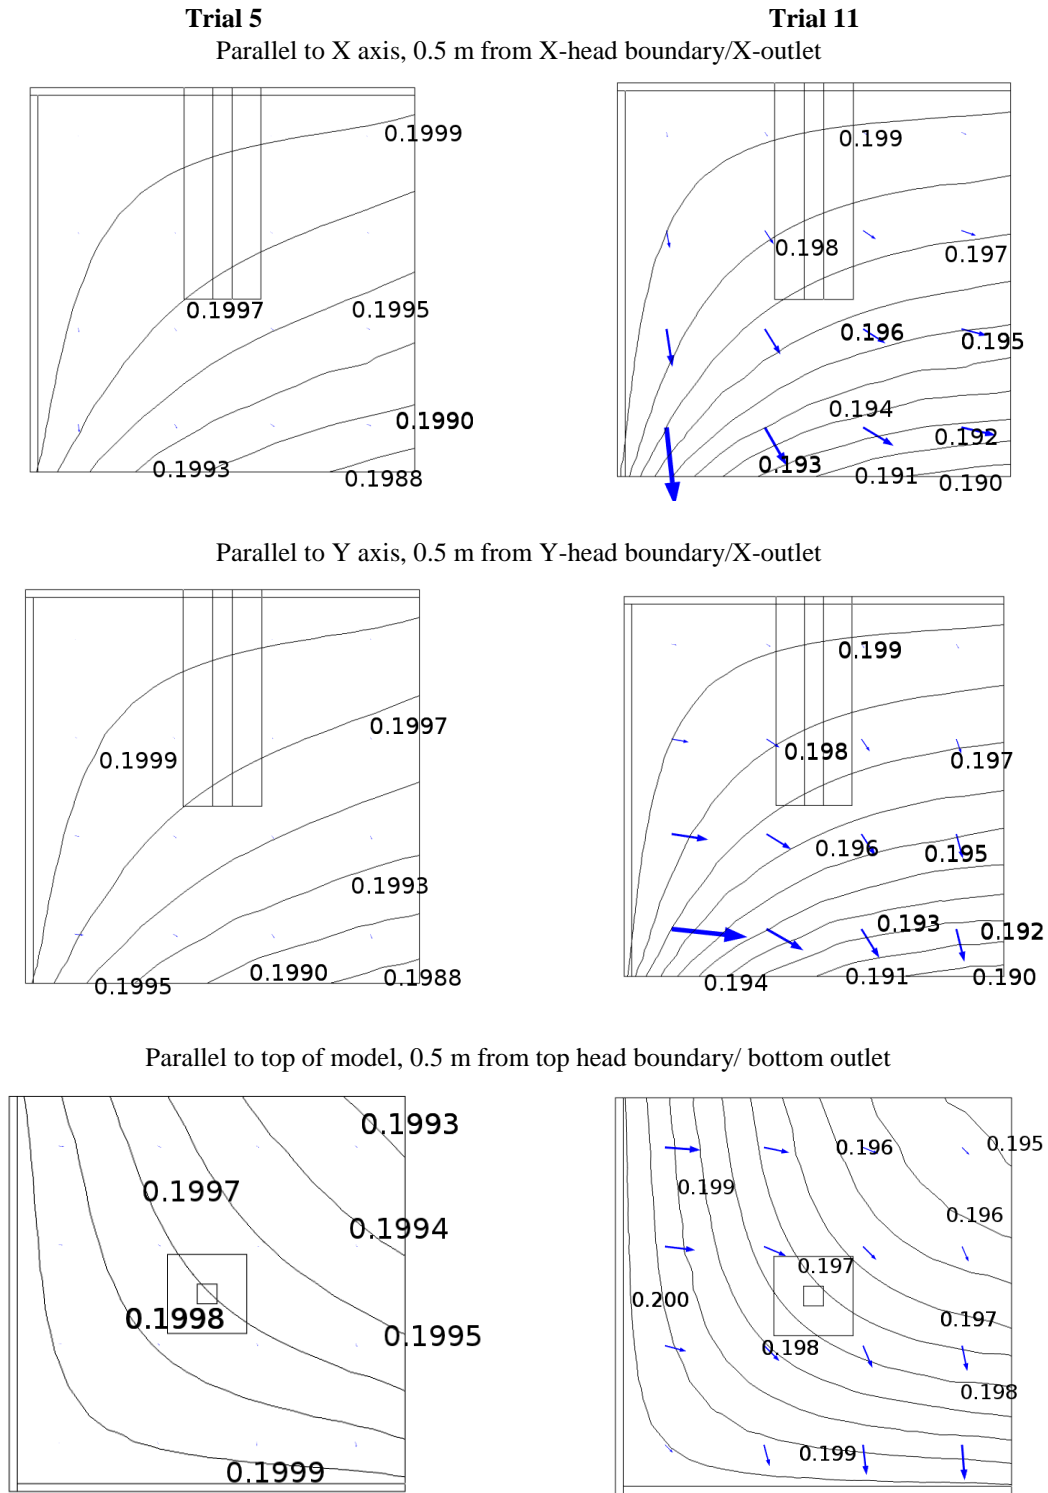 Trial 5 Trial 11
Parallel to X axis, 0.5 m from X-head boundary/X-outlet
0.1999 0.199
0.198 0.197
0.1997 0.1995 0.196 0.195
0.1990 0.194 0.192
0.1993 0.1988 0.193 0.191 0.190
Parallel to Y axis, 0.5 m from Y-head boundary/X-outlet
0.199
0.1999 0.1997 0.198 0.197
0.1993 0.196 0.195
0.193 0.192
0.1995 0.1990 0.1988 0.194 0.191 0.190
Parallel to top of model, 0.5 m from top head boundary/ bottom outlet
0.1993 0.196 0.195
0.1997 0.199
0.1994 0.196
0.197
0.1998 0.200 0.197
0.1995 0.198
0.198
0.1999 0.199